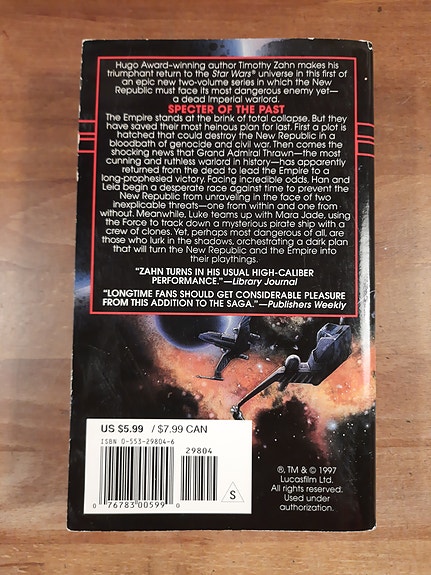 Hugo Award–winning author Timothy Zahn makes his
triumphant return to the Star Wars® universe in this first of
an epic new two-volume series in which the New
Republic must face its most dangerous enemy yet—
a dead Imperial warlord.
SPECTER OF THE PAST
The Empire stands at the brink of total collapse. But they
have saved their most heinous plan for last. First a plot is
hatched that could destroy the New Republic in a
bloodbath of genocide and civil war. Then comes the
shocking news that Grand Admiral Thrawn—the most
cunning and ruthless warlord in history—has apparently
returned from the dead to lead the Empire to a
long-prophesied victory. Facing incredible odds, Han and
Leia begin a desperate race against time to prevent the
New Republic from unraveling in the face of two
inexplicable threats—one from within and one from
without. Meanwhile, Luke teams up with Mara Jade, using
the Force to track down a mysterious pirate ship with a
crew of clones. Yet, perhaps most dangerous of all, are
those who lurk in the shadows, orchestrating a dark plan
that will turn the New Republic and the Empire into
their playthings.
"ZAHN TURNS IN HIS USUAL HIGH-CALIBER
PERFORMANCE."—Library Journal
"LONGTIME FANS SHOULD GET CONSIDERABLE PLEASURE
FROM THIS ADDITION TO THE SAGA."—Publishers Weekly
US $5.99 / $7.99 CAN
ISBN 0-553-29804-6
29804
0 76783 00599 0
S
®, TM & © 1997
Lucasfilm Ltd.
All rights reserved.
Used under
authorization.